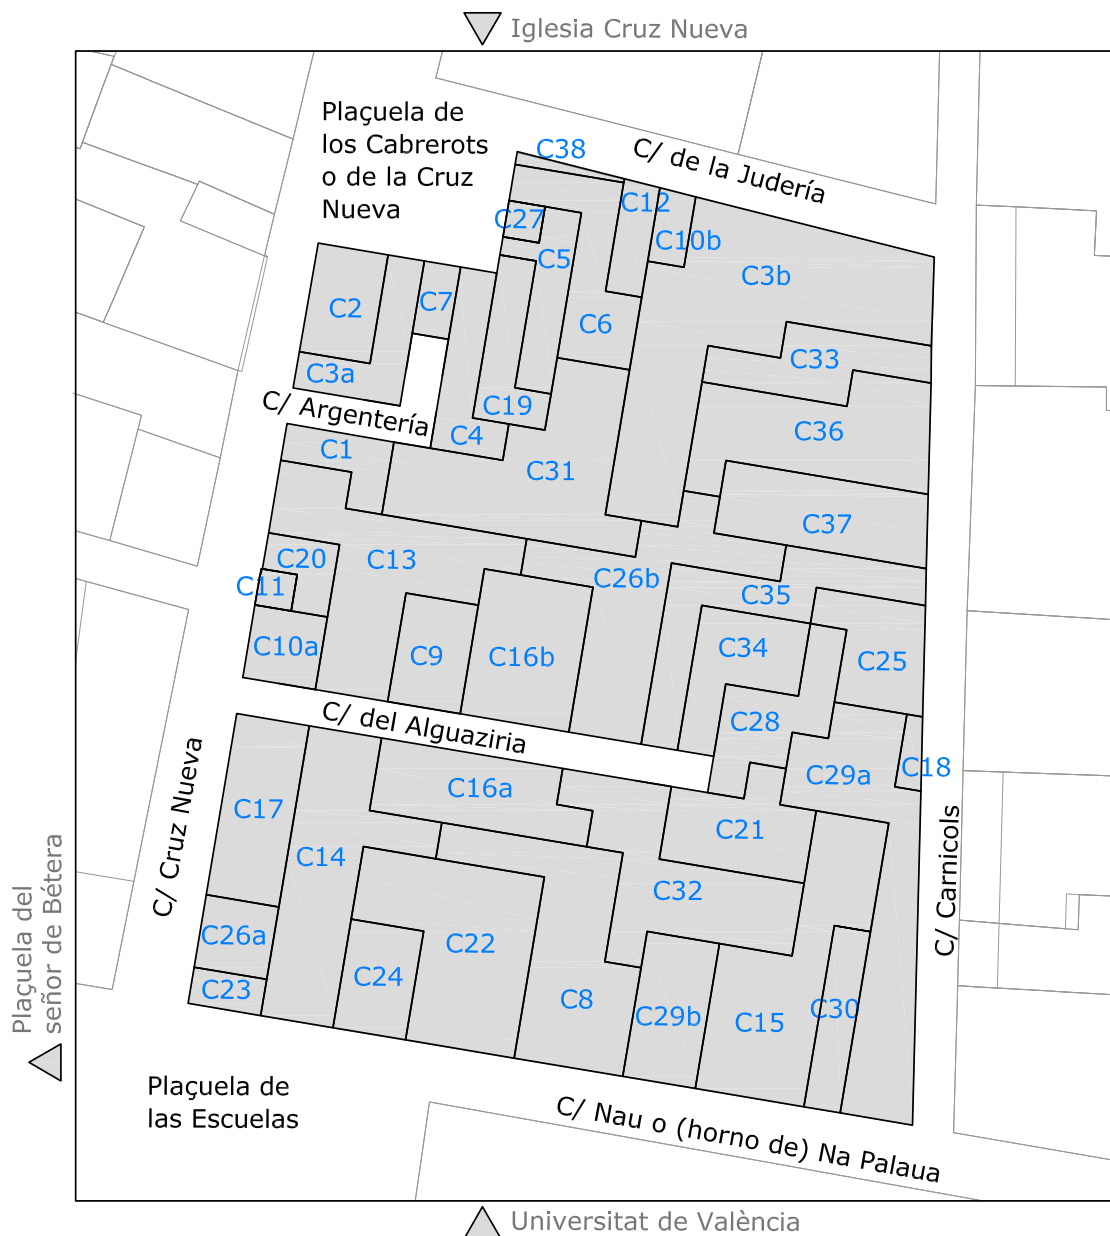 Iglesia Cruz Nueva
Plaçuela de
los Cabrerots
o de la Cruz
Nueva
C38
C/ de la Judería
C12
C27
C10b
C5
C3b
C2
C7
C6
C33
C3a
C/ Argentería
C19
C4
C36
C1
C31
C37
C20
C13
C11
C26b
C35
C10a
C9
C16b
C34
C25
C/ del Alguaziria
C28
C/ Cruz Nueva
C16a
C29a
C18
C17
C21
C14
C32
C/ Carnicols
Plaçuela del
señor de Bétera
C26a
C22
C24
C23
C8
C29b
C15
C30
Plaçuela de
las Escuelas
C/ Nau o (horno de) Na Palaua
Universitat de València